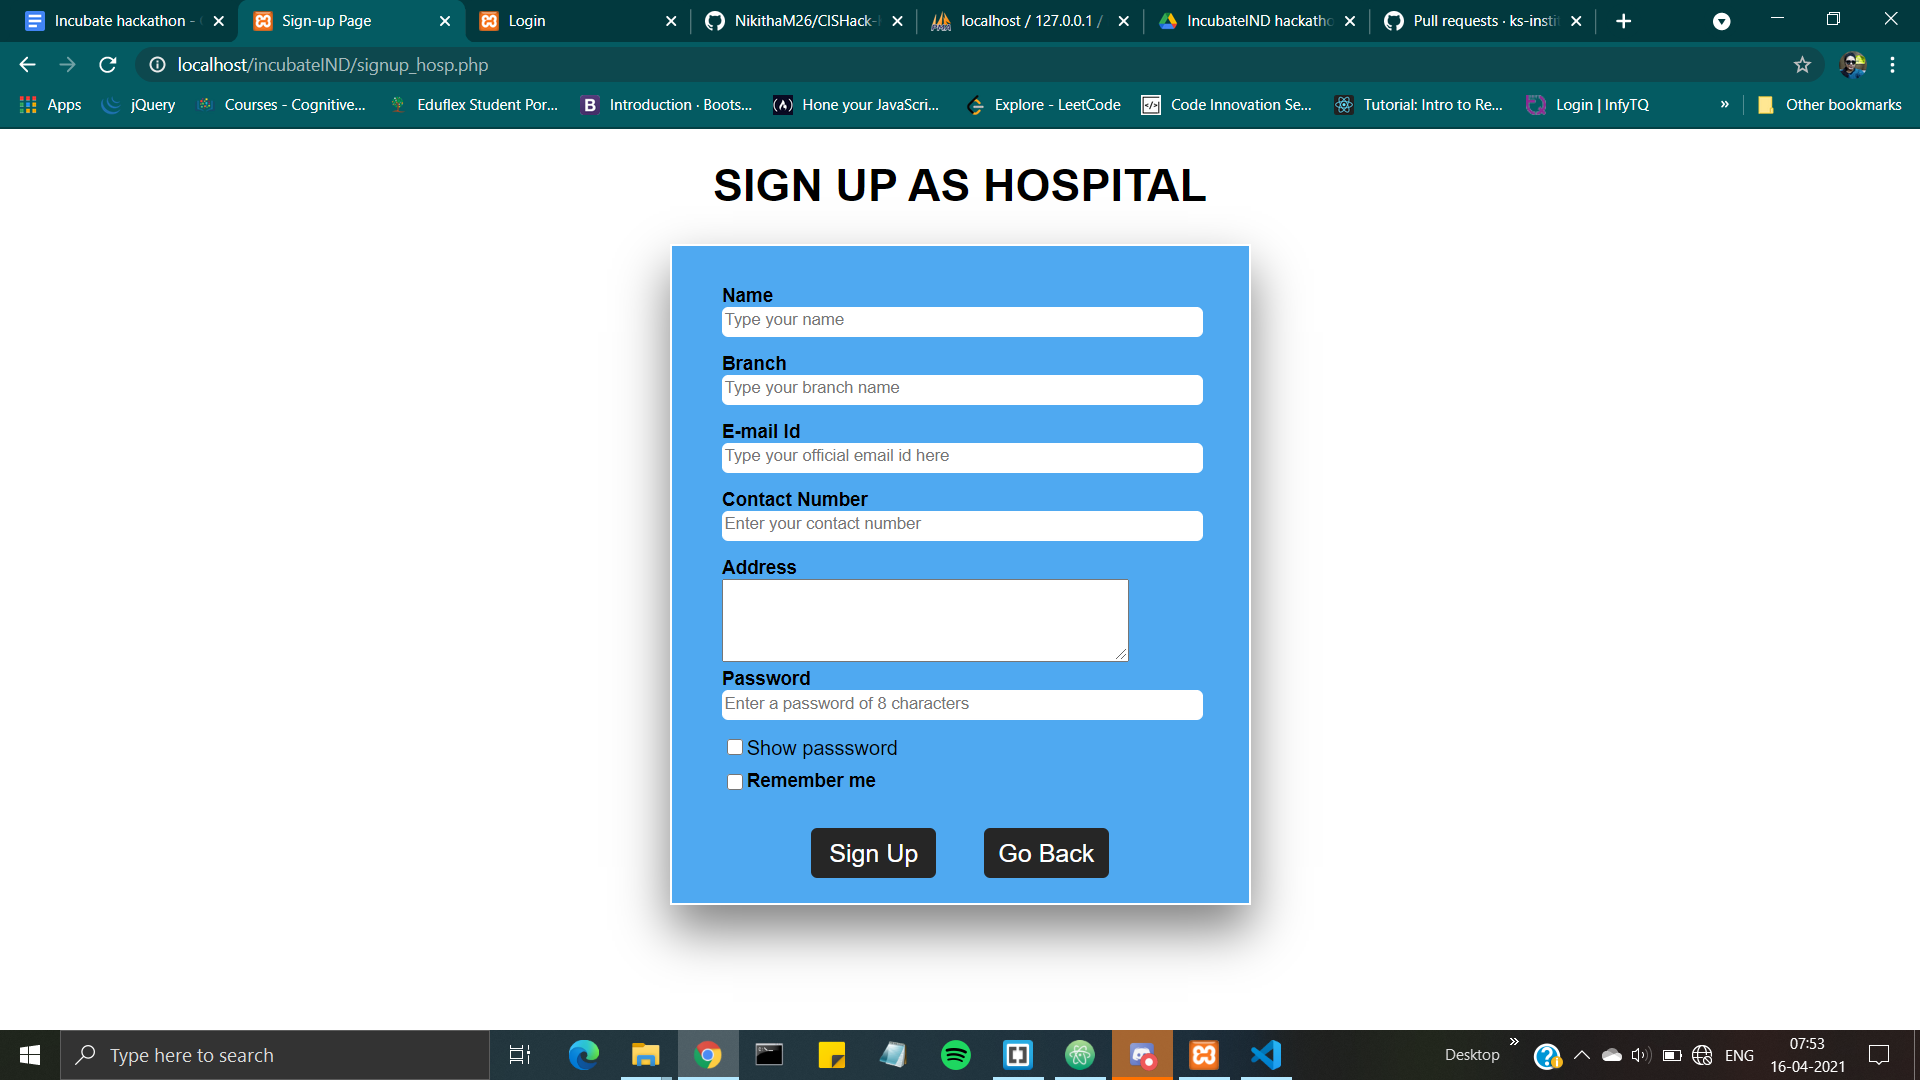 Incubate hackathon -
Sign-up Page
Login
NikithaM26/CISHack-
localhost / 127.0.0.1 /
IncubateIND hackatho
Pull requests · ks-instit
localhost/incubateIND/signup_hosp.php
Apps
jQuery
Courses - Cognitive...
Eduflex Student Por...
Introduction · Boots...
Hone your JavaScri...
Explore - LeetCode
Code Innovation Se...
Tutorial: Intro to Re...
Login | InfyTQ
»
Other bookmarks
SIGN UP AS HOSPITAL
Name
Type your name
Branch
Type your branch name
E-mail Id
Type your official email id here
Contact Number
Enter your contact number
Address
Password
Enter a password of 8 characters
Show passsword
Remember me
Sign Up
Go Back
Type here to search
Desktop
»
ENG
07:53
16-04-2021